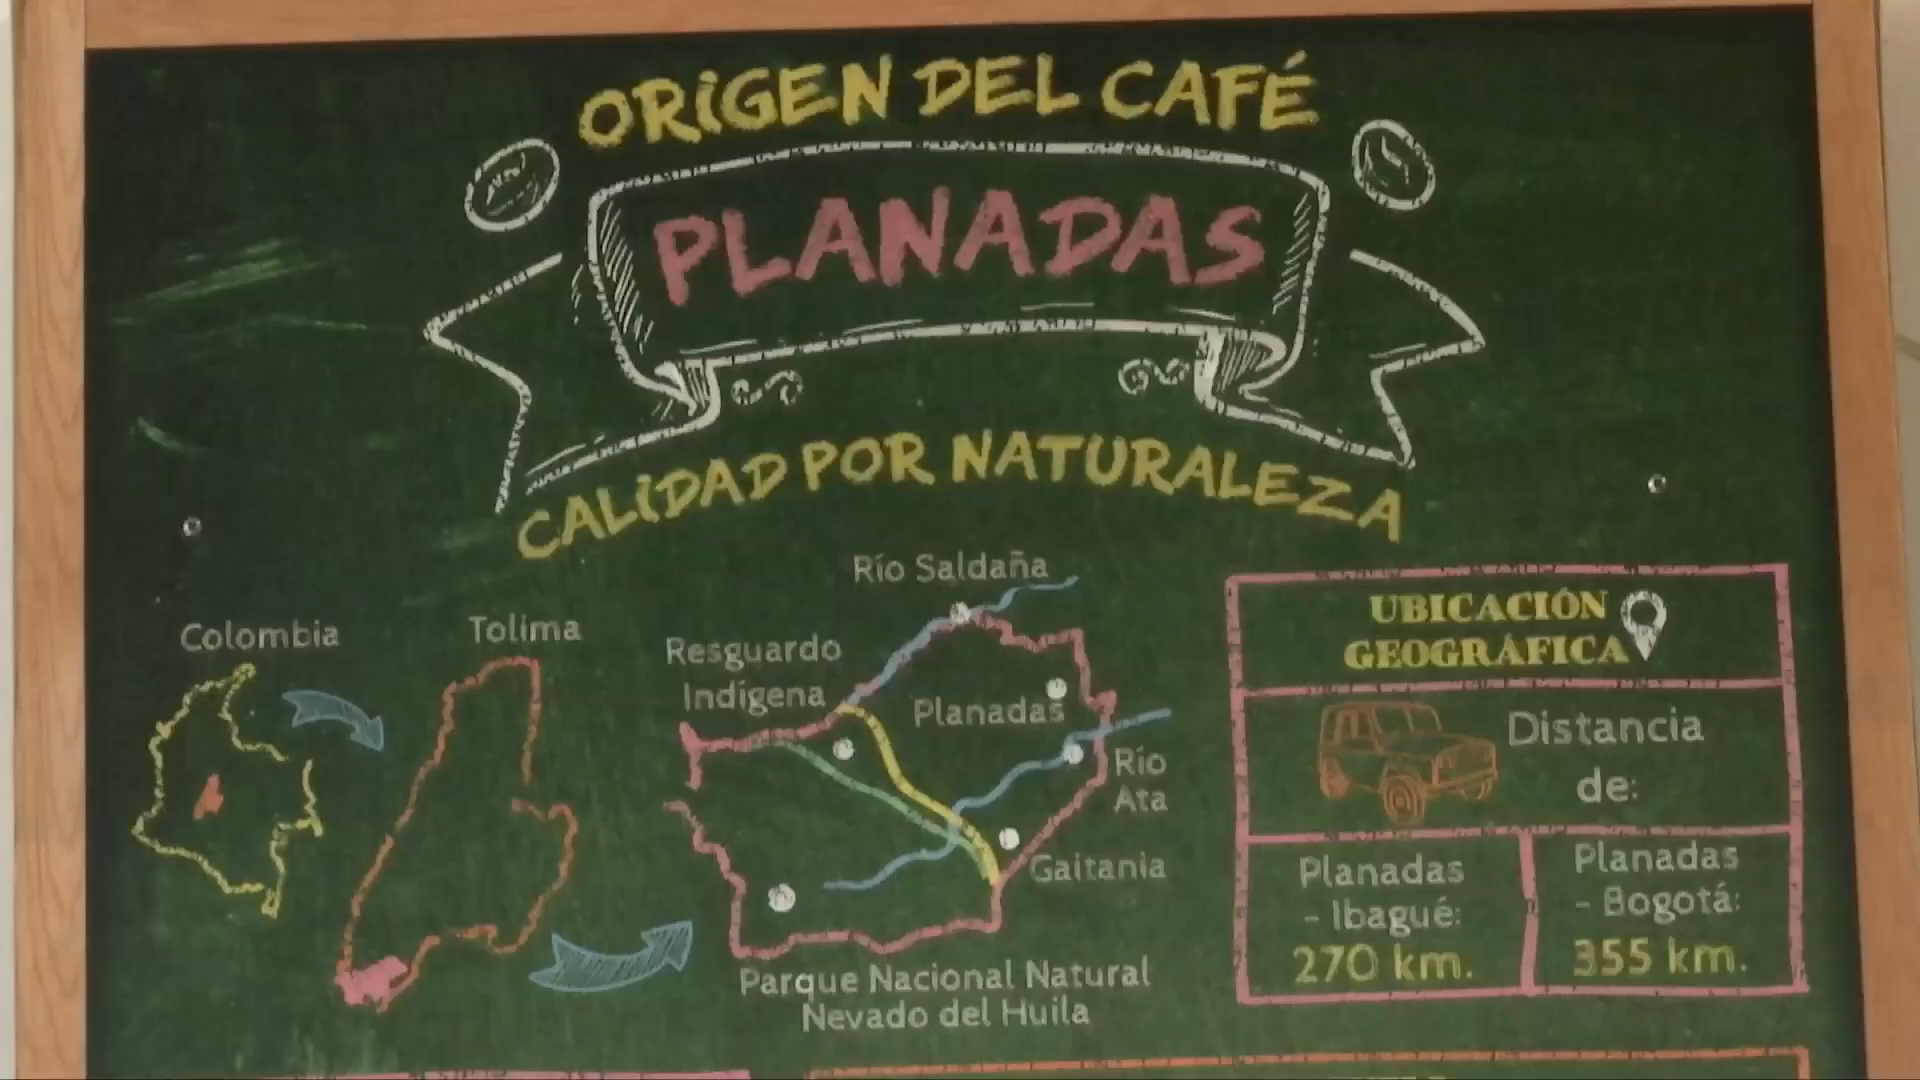 ORIGEN DEL CAFÉ
PLANADAS
CALIDAD POR NATURALEZA
Colombia
Tolima
Río Saldaña
Resguardo
Indígena
Planadas
Río
Ata
Gaitania
Parque Nacional Natural
Nevado del Huila
UBICACIÓN
GEOGRÁFICA
Distancia
de:
Planadas
- Ibagué:
270 km.
Planadas
- Bogotá:
355 km.